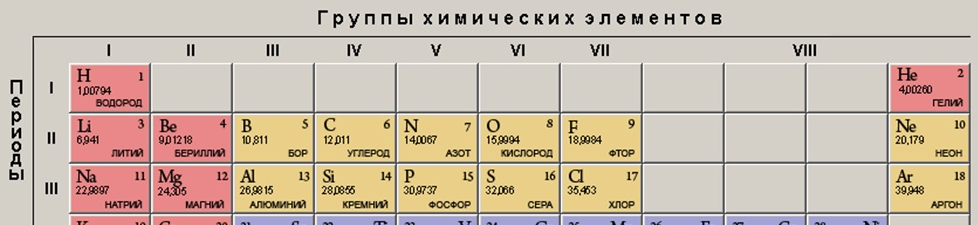 Группы химических элементов
I II III IV V VI VII VIII
Периоды
I
H 1 He 2
1,00794 4,00260
ВОДОРОД ГЕЛИЙ
II
Li 3 Be 4 B 5 C 6 N 7 O 8 F 9 Ne 10
6,941 9,01218 10,811 12,011 14,0067 15,9994 18,9984 20,179
ЛИТИЙ БЕРИЛЛИЙ БОР УГЛЕРОД АЗОТ КИСЛОРОД ФТОР НЕОН
III
Na 11 Mg 12 Al 13 Si 14 P 15 S 16 Cl 17 Ar 18
22,9897 24,305 26,9815 28,0855 30,9737 32,066 35,453 39,948
НАТРИЙ МАГНИЙ АЛЮМИНИЙ КРЕМНИЙ ФОСФОР СЕРА ХЛОР АРГОН